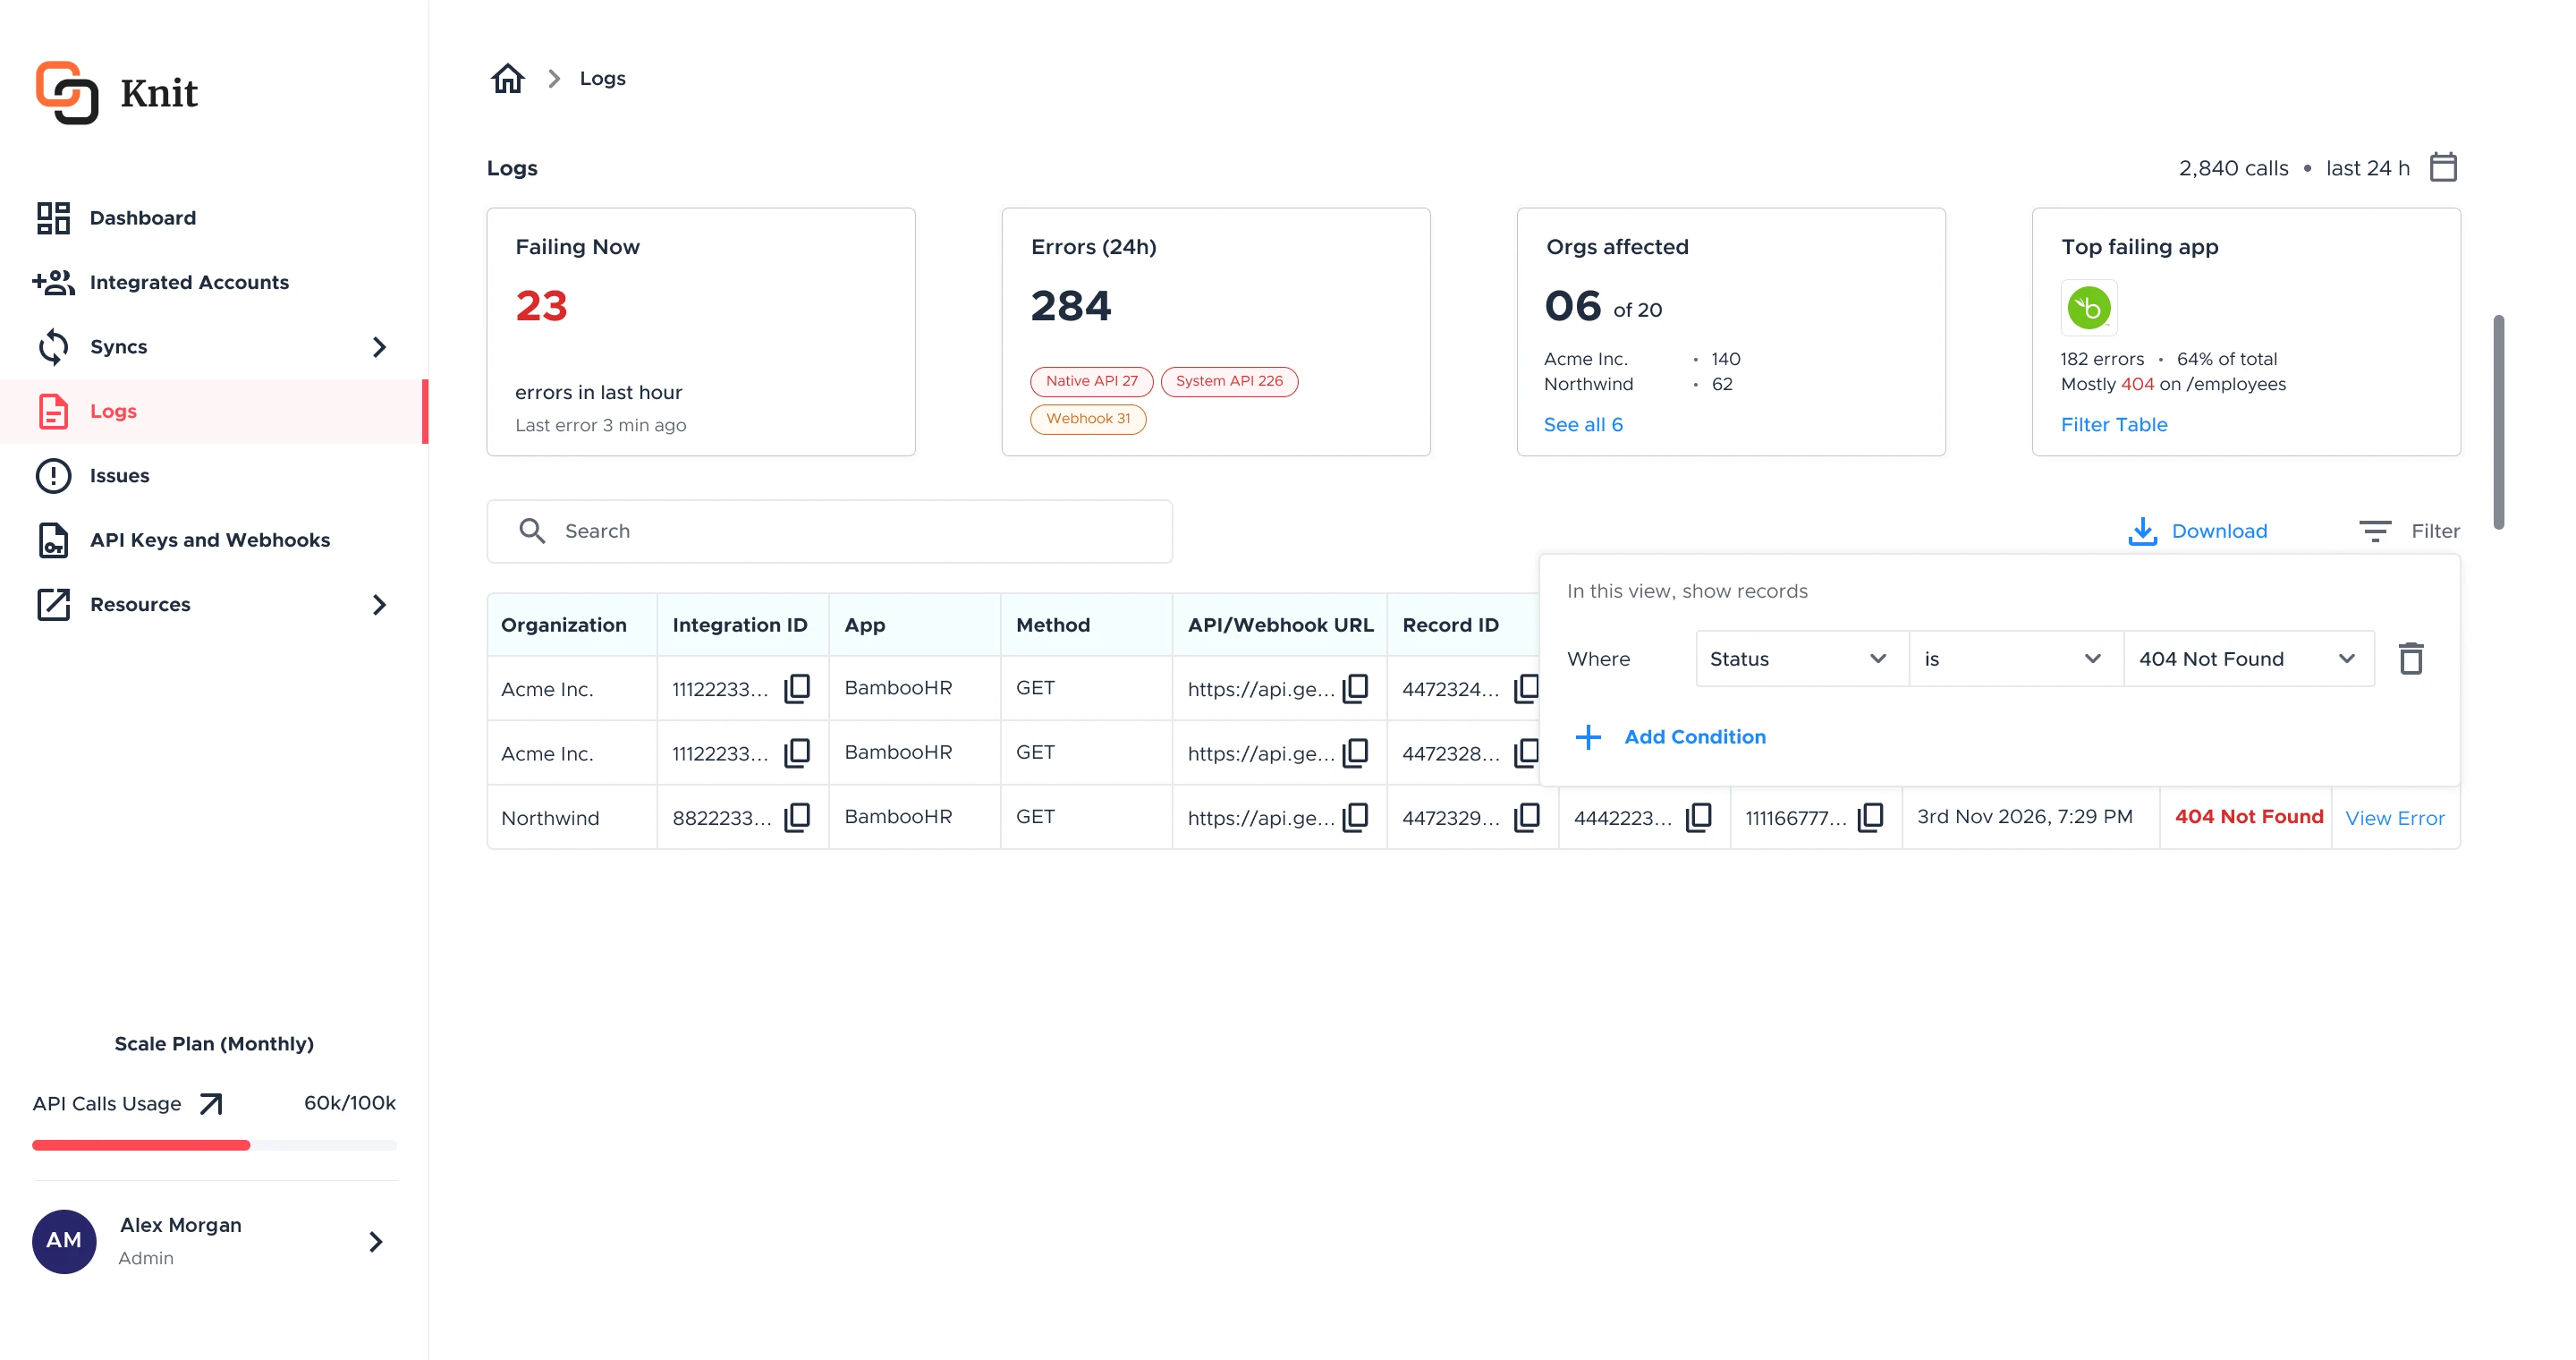 Knit
Dashboard
Integrated Accounts
Syncs
Logs
Issues
API Keys and Webhooks
Resources
Scale Plan (Monthly)
API Calls Usage 60k/100k
AM
Alex Morgan
Admin
Logs
Logs
2,840 calls • last 24 h
Failing Now
23
errors in last hour
Last error 3 min ago
Errors (24h)
284
Native API 27 System API 226
Webhook 31
Orgs affected
06 of 20
Acme Inc. • 140
Northwind • 62
See all 6
Top failing app
b
182 errors • 64% of total
Mostly 404 on /employees
Filter Table
Search
Download
Filter
In this view, show records
Where Status is 404 Not Found
Add Condition
Organization Integration ID App Method API/Webhook URL Record ID
Acme Inc. 11122233... BambooHR GET https://api.ge... 4472324...
Acme Inc. 11122233... BambooHR GET https://api.ge... 4472328...
Northwind 8822233... BambooHR GET https://api.ge... 4472329... 4442223... 111166777... 3rd Nov 2026, 7:29 PM 404 Not Found View Error